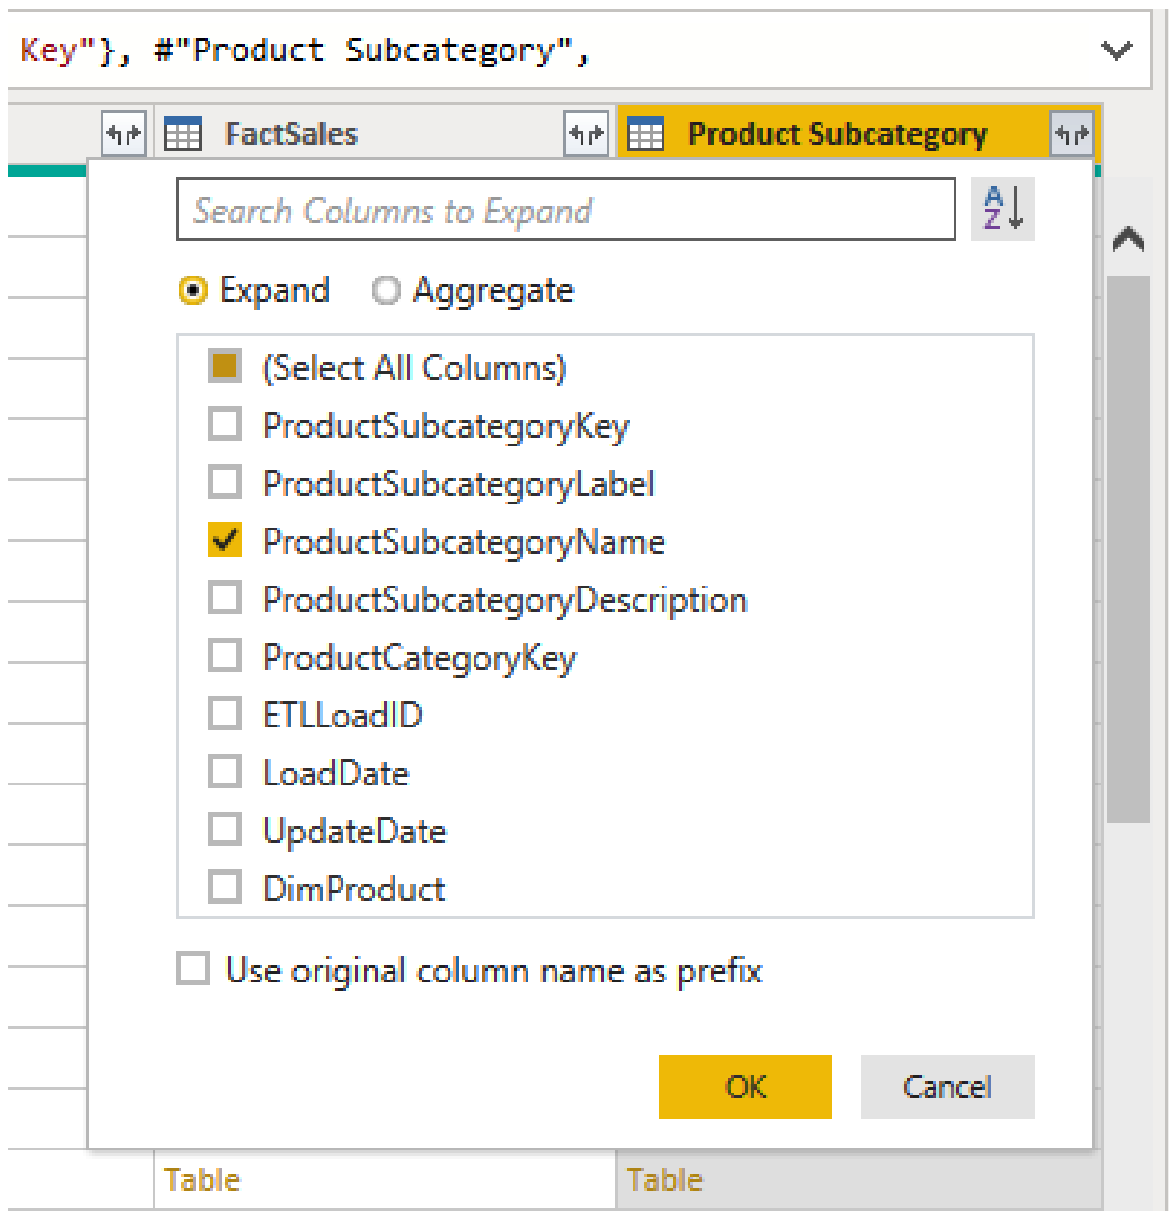 Key"}, #"Product Subcategory",
FactSales Product Subcategory
Search Columns to Expand
AZ
Expand Aggregate
(Select All Columns)
ProductSubcategoryKey
ProductSubcategoryLabel
ProductSubcategoryName
ProductSubcategoryDescription
ProductCategoryKey
ETLLoadID
LoadDate
UpdateDate
DimProduct
Use original column name as prefix
OK Cancel
Table Table